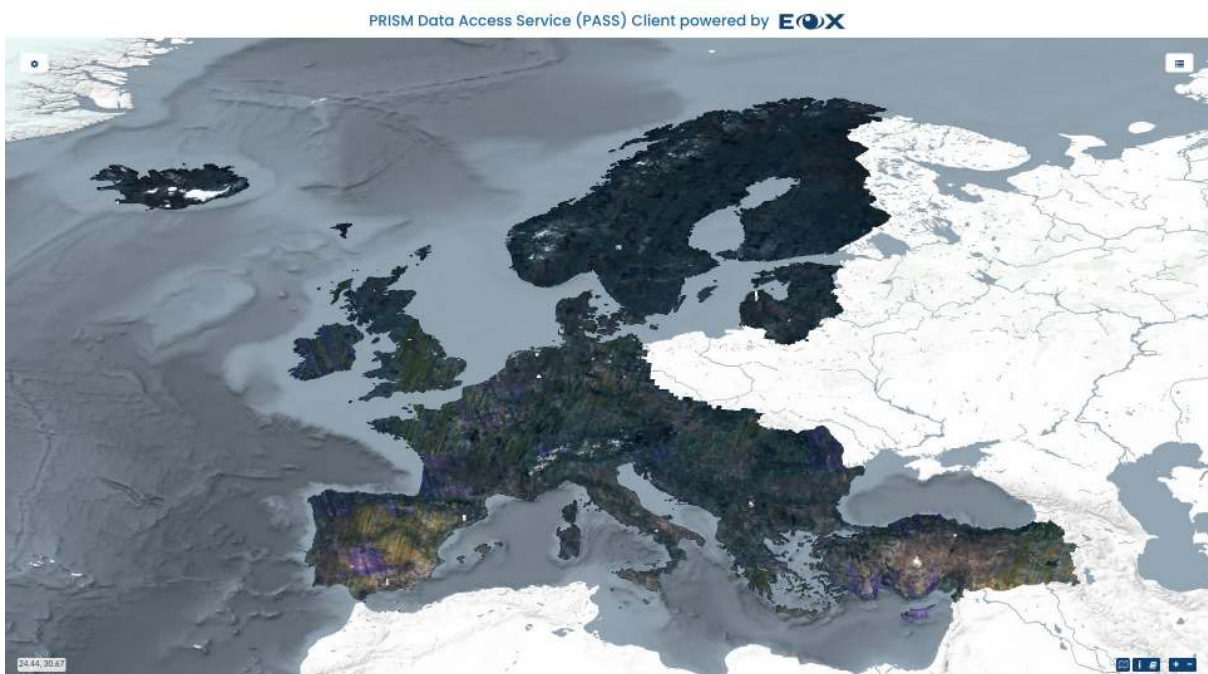 PRISM Data Access Service (PASS) Client powered by EOX
24.44, 30.67